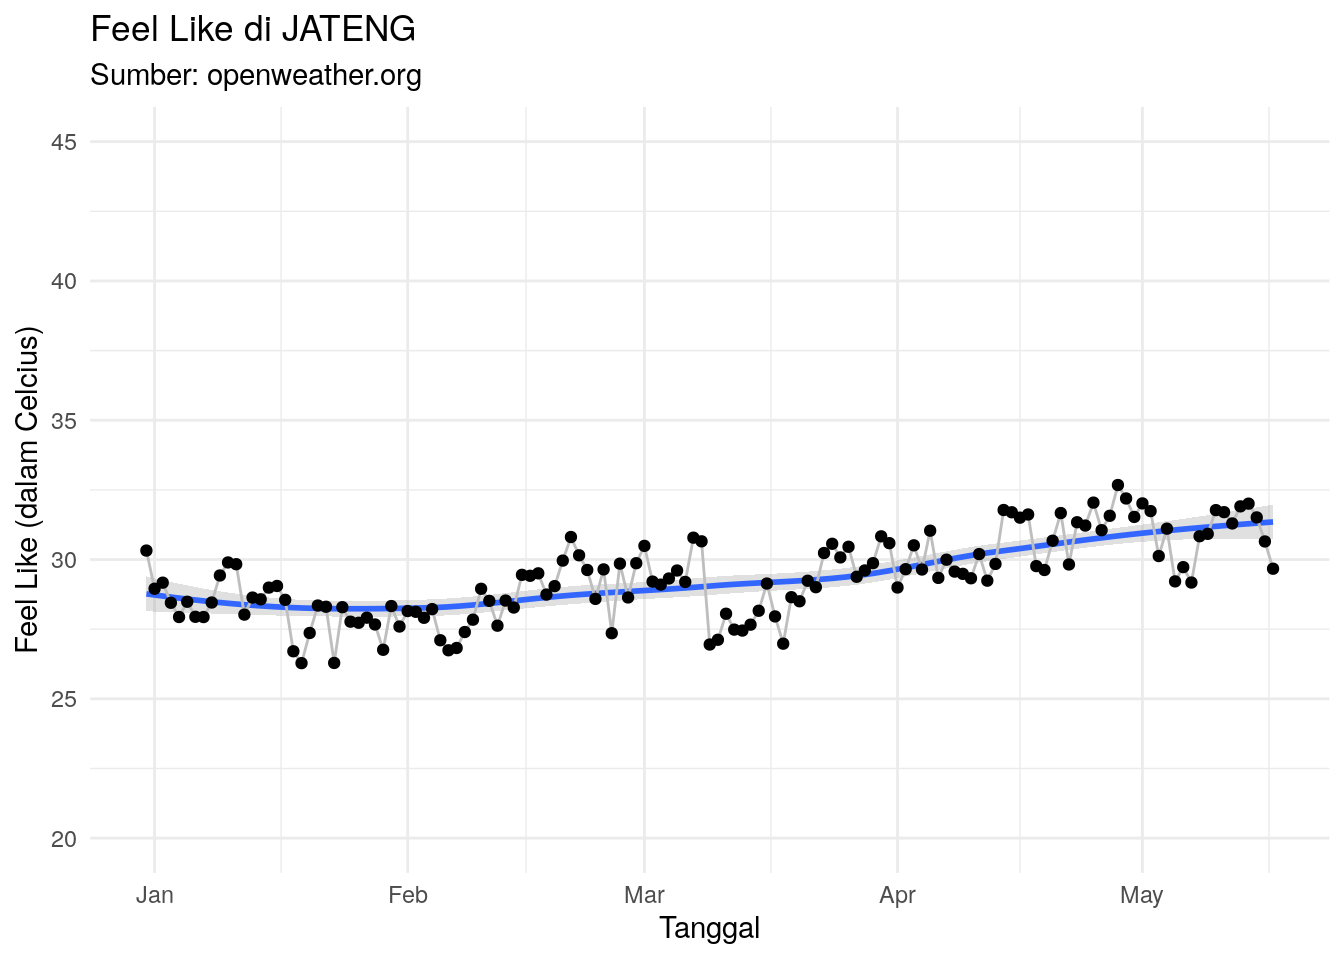 Feel Like di JATENG
Sumber: openweather.org
Feel Like (dalam Celcius)
45
40
35
30
25
20
Jan Feb Mar Apr May
Tanggal